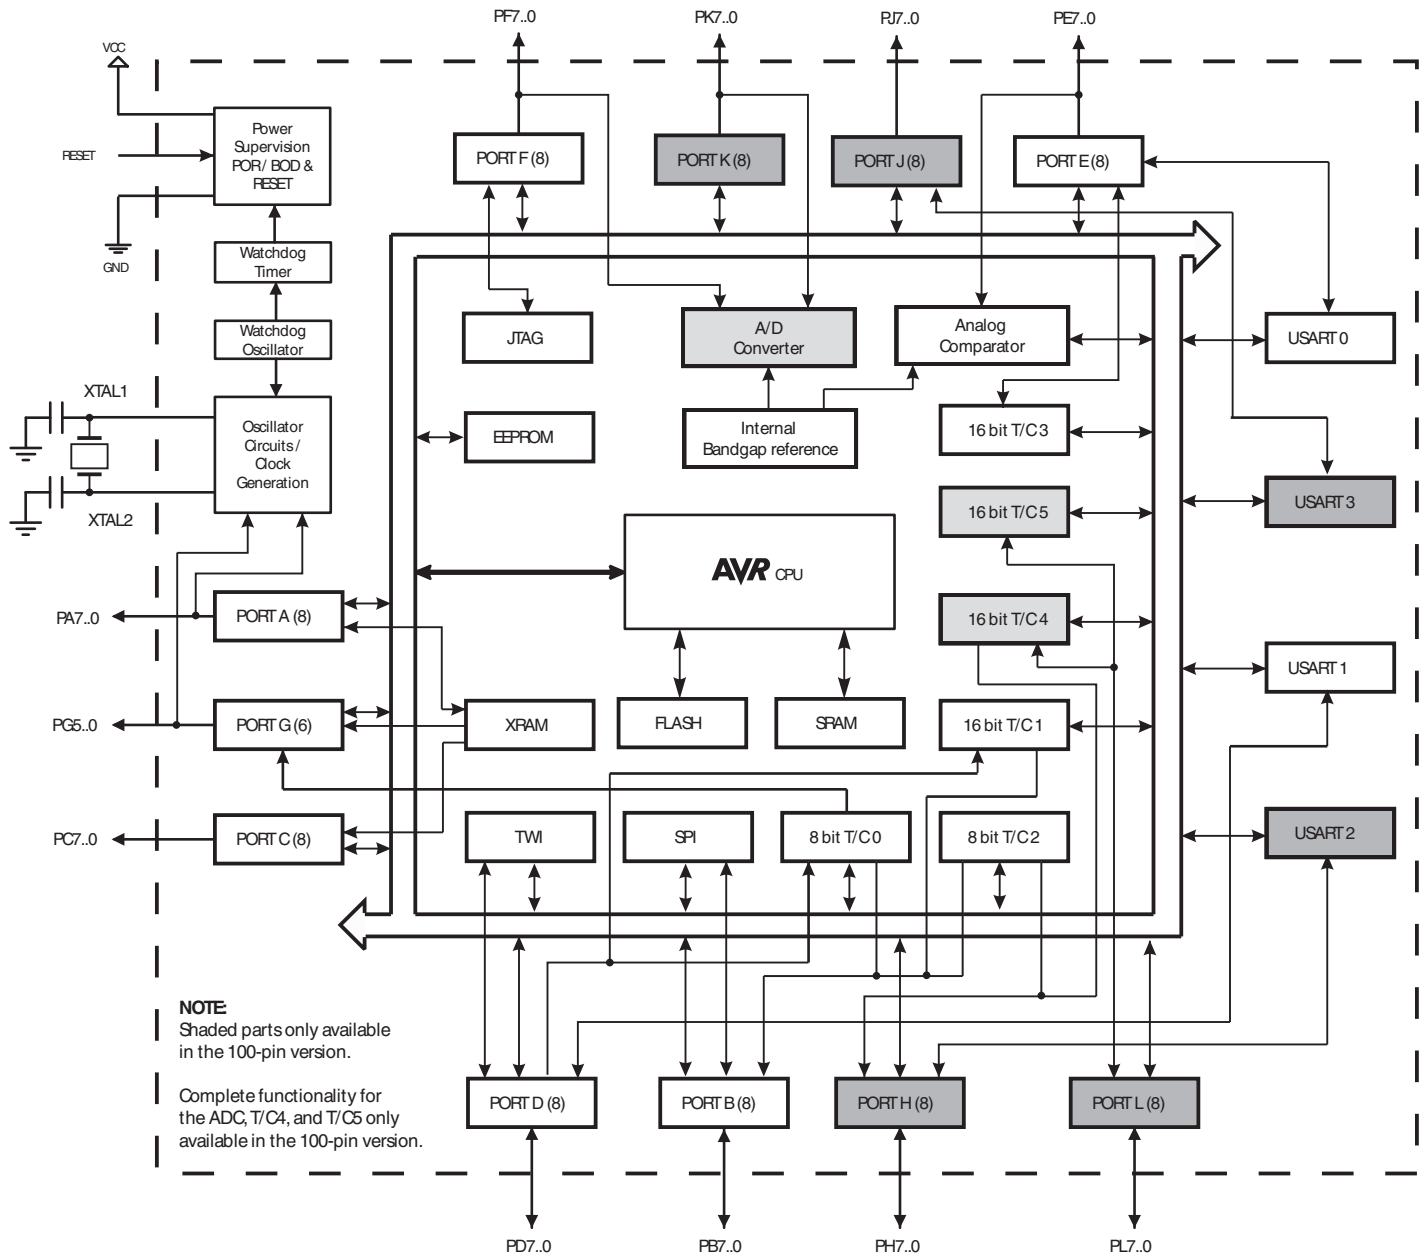 PF7..0
PK7..0
PJ7..0
PE7..0
VCC
RESET
GND
Power
Supervision
POR/ BOD &
RESET
PORT F (8)
PORT K (8)
PORT J (8)
PORT E (8)
Watchdog
Timer
Watchdog
Oscillator
JTAG
A/D
Converter
Analog
Comparator
USART 0
XTAL1
XTAL2
Oscillator
Circuits /
Clock
Generation
EEPROM
Internal
Bandgap reference
16 bit T/C3
USART 3
16 bit T/C5
AVR CPU
PA7..0
PORT A (8)
16 bit T/C4
USART 1
PG5..0
PORT G (6)
XRAM
FLASH
SRAM
16 bit T/C1
PC7..0
PORT C (8)
TWI
SPI
8 bit T/C0
8 bit T/C2
USART 2
NOTE:
Shaded parts only available
in the 100-pin version.
Complete functionality for
the ADC, T/C4, and T/C5 only
available in the 100-pin version.
PORT D (8)
PORT B (8)
PORT H (8)
PORT L (8)
PD7..0
PB7..0
PH7..0
PL7..0